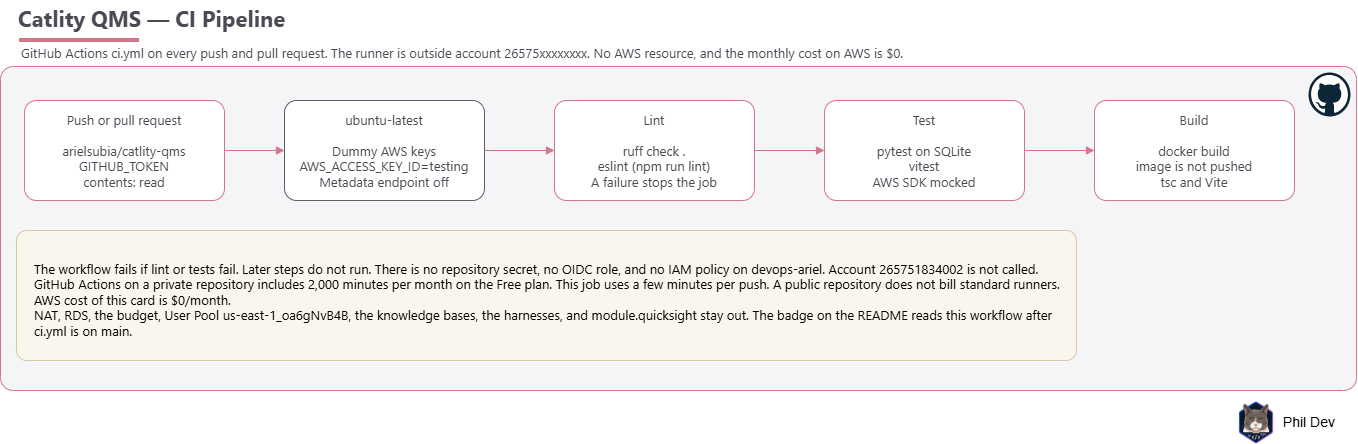 Catlity QMS — CI Pipeline
GitHub Actions ci.yml on every push and pull request. The runner is outside account 26575xxxxxxxx. No AWS resource, and the monthly cost on AWS is $0.
Push or pull request
arielsubia/catlity-qms
GITHUB_TOKEN
contents: read
ubuntu-latest
Dummy AWS keys
AWS_ACCESS_KEY_ID=testing
Metadata endpoint off
Lint
ruff check .
eslint (npm run lint)
A failure stops the job
Test
pytest on SQLite
vitest
AWS SDK mocked
Build
docker build
image is not pushed
tsc and Vite
The workflow fails if lint or tests fail. Later steps do not run. There is no repository secret, no OIDC role, and no IAM policy on devops-ariel. Account 265751834002 is not called.
GitHub Actions on a private repository includes 2,000 minutes per month on the Free plan. This job uses a few minutes per push. A public repository does not bill standard runners.
AWS cost of this card is $0/month.
NAT, RDS, the budget, User Pool us-east-1_oa6gNvB4B, the knowledge bases, the harnesses, and module.quicksight stay out. The badge on the README reads this workflow after
ci.yml is on main.
Phil Dev